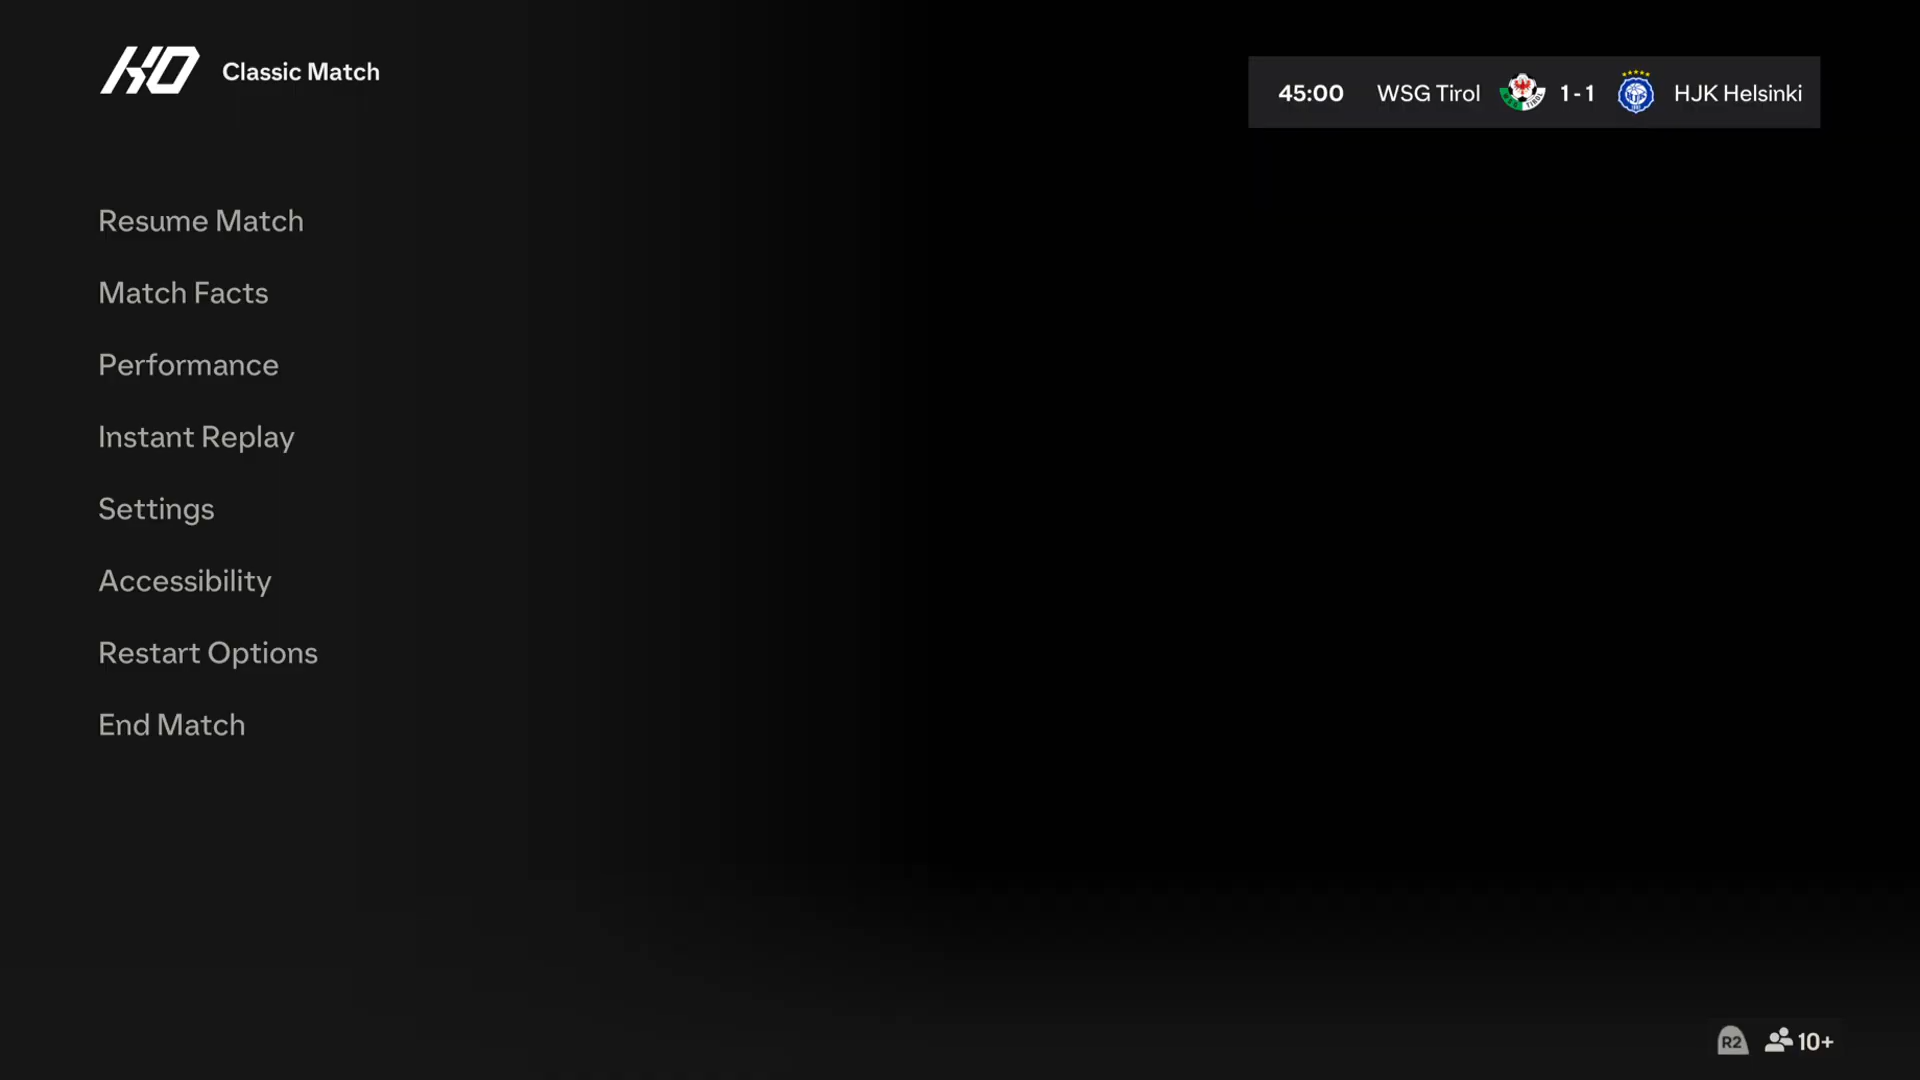 KO Classic Match
45:00 WSG Tirol 1 - 1 HJK Helsinki
Resume Match
Match Facts
Performance
Instant Replay
Settings
Accessibility
Restart Options
End Match
R2 10+